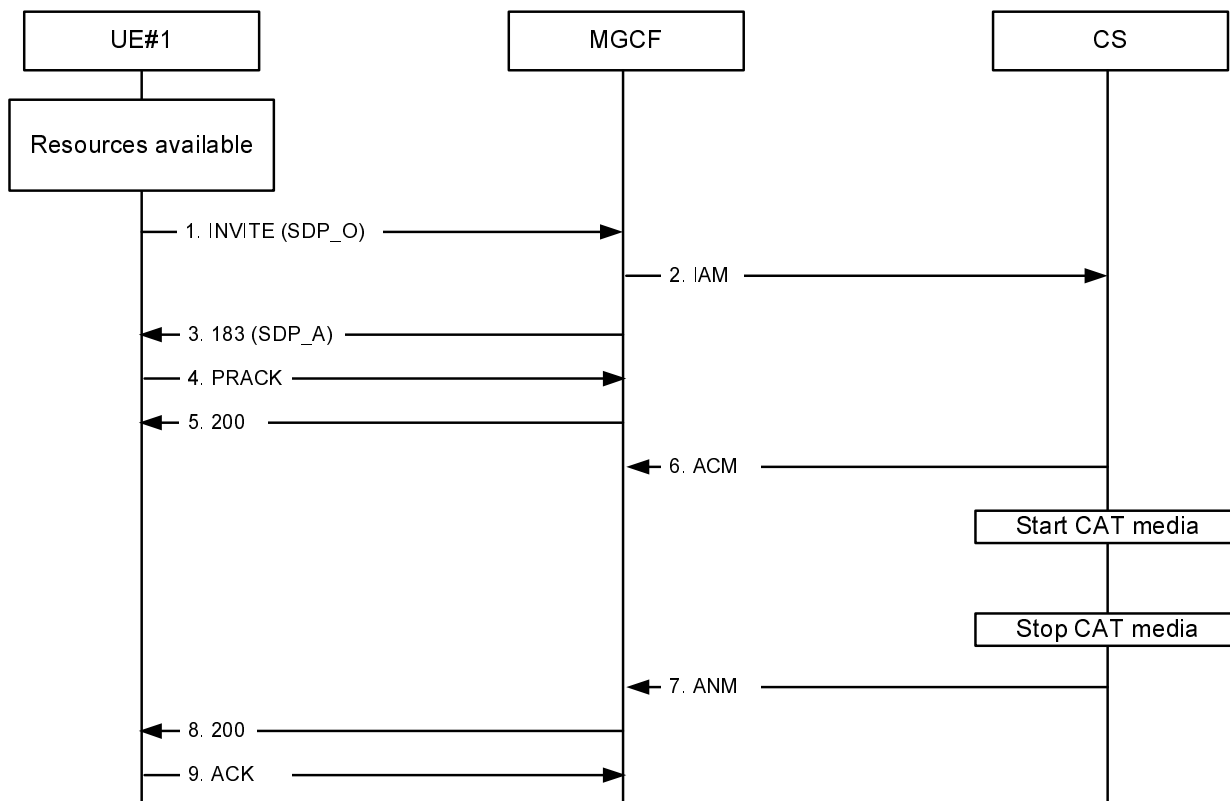 UE#1
MGCF
CS
Resources available
1. INVITE (SDP_O)
2. IAM
3. 183 (SDP_A)
4. PRACK
5. 200
6. ACM
Start CAT media
Stop CAT media
7. ANM
8. 200
9. ACK